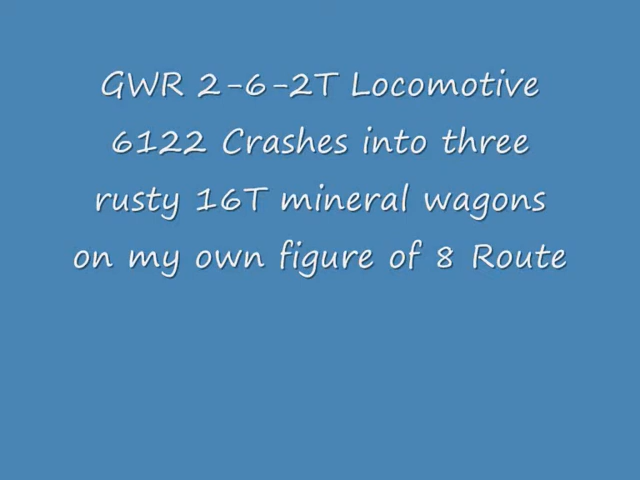 GWR 2-6-2T Locomotive
6122 Crashes into three
rusty 16T mineral wagons
on my own figure of 8 Route